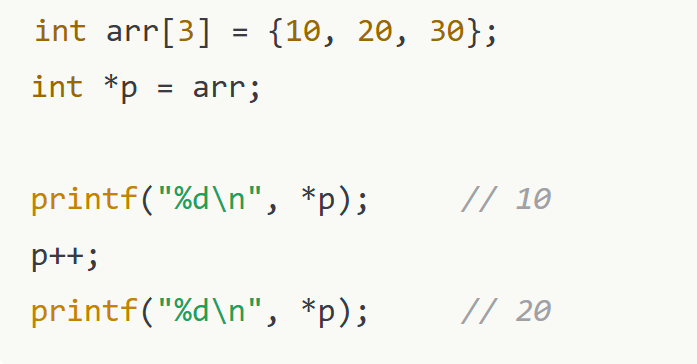 int arr[3] = {10, 20, 30};
int *p = arr;
printf("%d\n", *p);     // 10
p++;
printf("%d\n", *p);     // 20